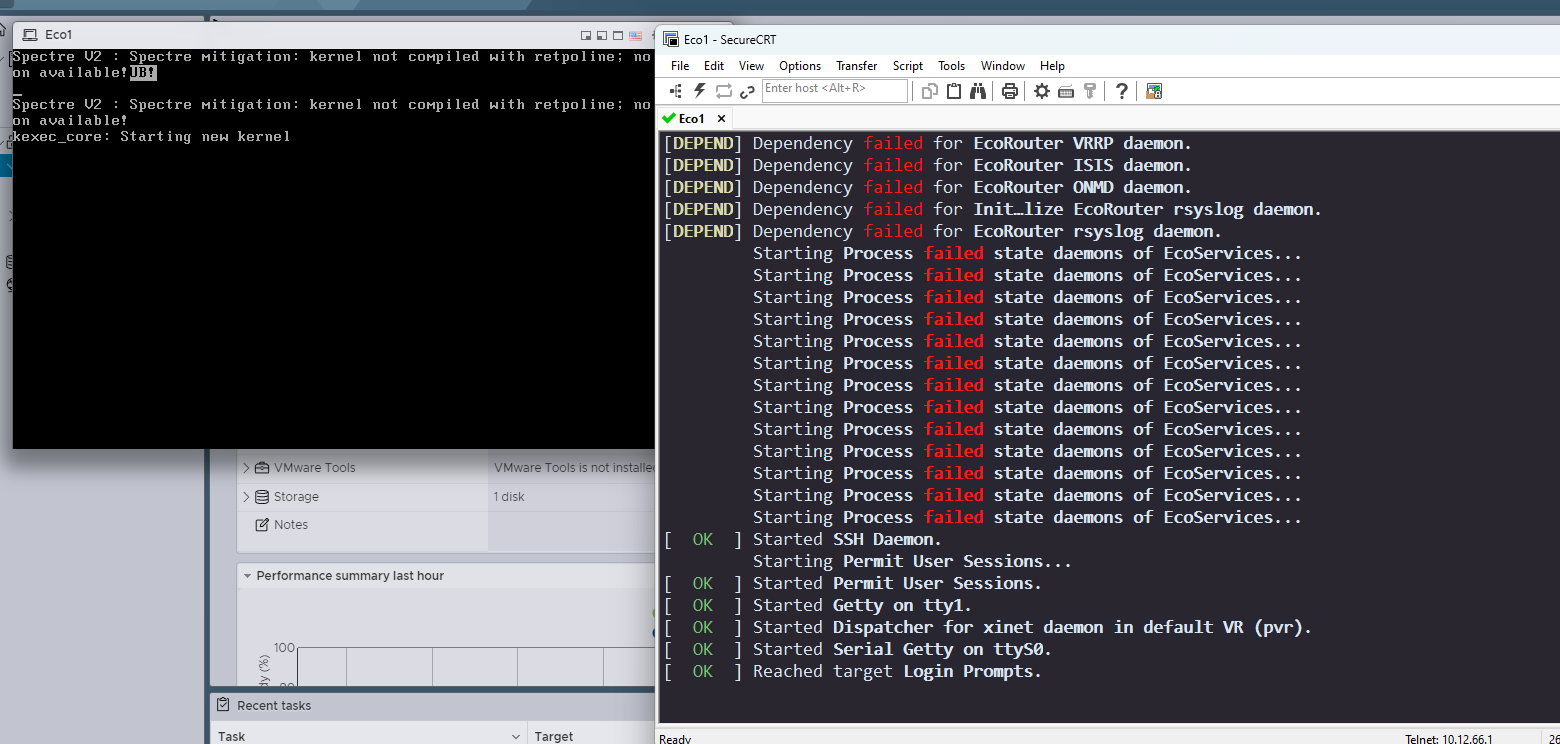 Eco1
Spectre V2 : Spectre mitigation: kernel not compiled with retpoline; no
on available!UB!
Spectre V2 : Spectre mitigation: kernel not compiled with retpoline; no
on available!
kexec_core: Starting new kernel
VMware Tools
VMware Tools is not installed
Storage
1 disk
Notes
Performance summary last hour
100
Recent tasks
Task
Target
Eco1 - SecureCRT
File Edit View Options Transfer Script Tools Window Help
Enter host <Alt+R>
Eco1
[DEPEND] Dependency failed for EcoRouter VRRP daemon.
[DEPEND] Dependency failed for EcoRouter ISIS daemon.
[DEPEND] Dependency failed for EcoRouter ONMD daemon.
[DEPEND] Dependency failed for Init…lize EcoRouter rsyslog daemon.
[DEPEND] Dependency failed for EcoRouter rsyslog daemon.
Starting Process failed state daemons of EcoServices...
Starting Process failed state daemons of EcoServices...
Starting Process failed state daemons of EcoServices...
Starting Process failed state daemons of EcoServices...
Starting Process failed state daemons of EcoServices...
Starting Process failed state daemons of EcoServices...
Starting Process failed state daemons of EcoServices...
Starting Process failed state daemons of EcoServices...
Starting Process failed state daemons of EcoServices...
Starting Process failed state daemons of EcoServices...
Starting Process failed state daemons of EcoServices...
Starting Process failed state daemons of EcoServices...
Starting Process failed state daemons of EcoServices...
[ OK ] Started SSH Daemon.
Starting Permit User Sessions...
[ OK ] Started Permit User Sessions.
[ OK ] Started Getty on tty1.
[ OK ] Started Dispatcher for xinet daemon in default VR (pvr).
[ OK ] Started Serial Getty on ttyS0.
[ OK ] Reached target Login Prompts.
Ready
Telnet: 10.12.66.1
26